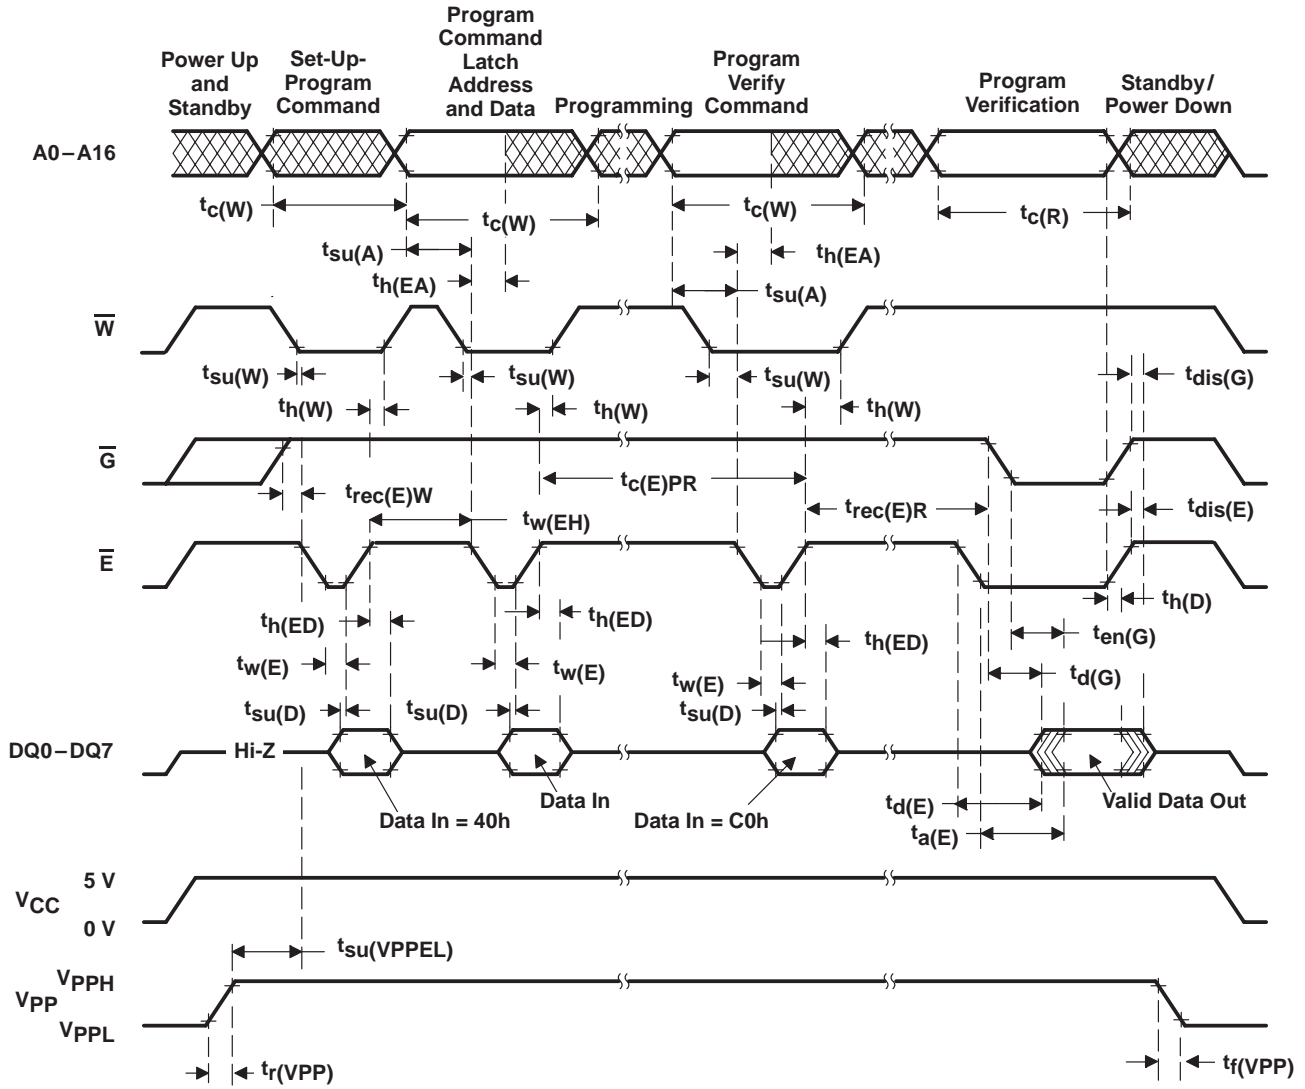 Power Up
and
Standby
Set-Up-
Program
Command
Program
Command
Latch
Address
and Data
Programming
Program
Verify
Command
Program
Verification
Standby/
Power Down
A0–A16
tc(W)
tc(W)
tc(W)
tc(R)
tsu(A)
th(EA)
th(EA)
tsu(A)
W
tsu(W)
tsu(W)
tsu(W)
tdis(G)
th(W)
th(W)
th(W)
G
trec(E)W
tc(E)PR
trec(E)R
tdis(E)
tw(EH)
E
th(ED)
th(ED)
th(ED)
th(D)
ten(G)
tw(E)
tw(E)
tw(E)
td(G)
tsu(D)
tsu(D)
tsu(D)
DQ0–DQ7
Hi-Z
Data In = 40h
Data In
Data In = C0h
Valid Data Out
td(E)
ta(E)
5 V
VCC
0 V
tsu(VPPEL)
VPPH
VPP
VPPL
tr(VPP)
tf(VPP)